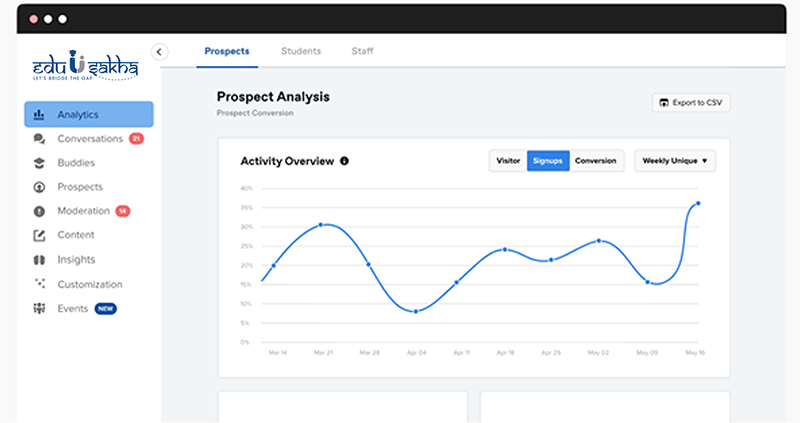 edu sakha
LET'S BRIDGE THE GAP
Analytics
Conversations 21
Buddies
Prospects
Moderation 14
Content
Insights
Customization
Events NEW
Prospects Students Staff
Prospect Analysis
Prospect Conversion
Export to CSV
Activity Overview
Visitor Signups Conversion Weekly Unique
40%
35%
30%
25%
20%
15%
10%
5%
0%
Mar 14 Mar 21 Mar 28 Apr 04 Apr 11 Apr 18 Apr 25 May 02 May 09 May 16